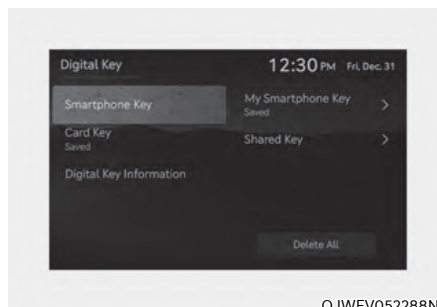 Digital Key
12:30 PM Fri, Dec. 31
Smartphone Key
My Smartphone Key
Saved
Card Key
Saved
Shared Key
Digital Key Information
Delete All
OJWEV052288N